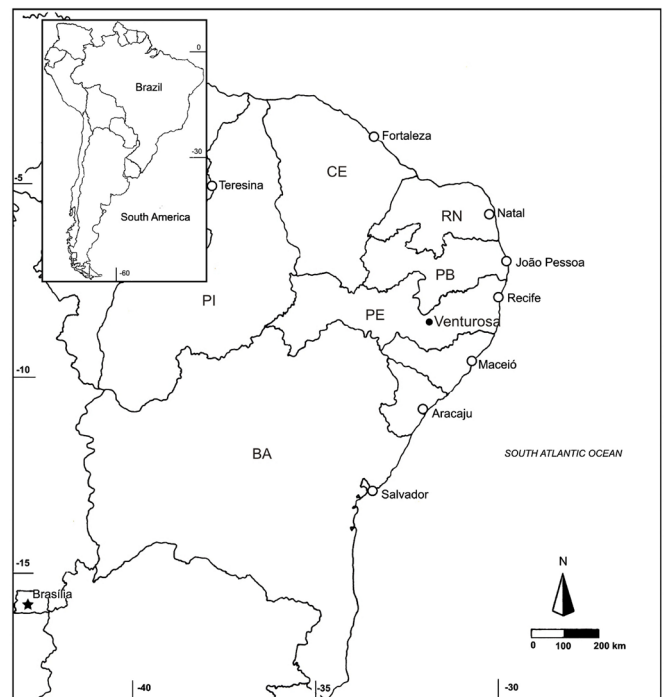 0
Brazil
-30
South America
-60
Fortaleza
CE
-5
Teresina
RN
Natal
João Pessoa
PB
PI
Recife
PE
Venturosa
Maceió
-10
Aracaju
BA
SOUTH ATLANTIC OCEAN
Salvador
N
-15
Brasília
0 100 200 km
-40
-35
-30